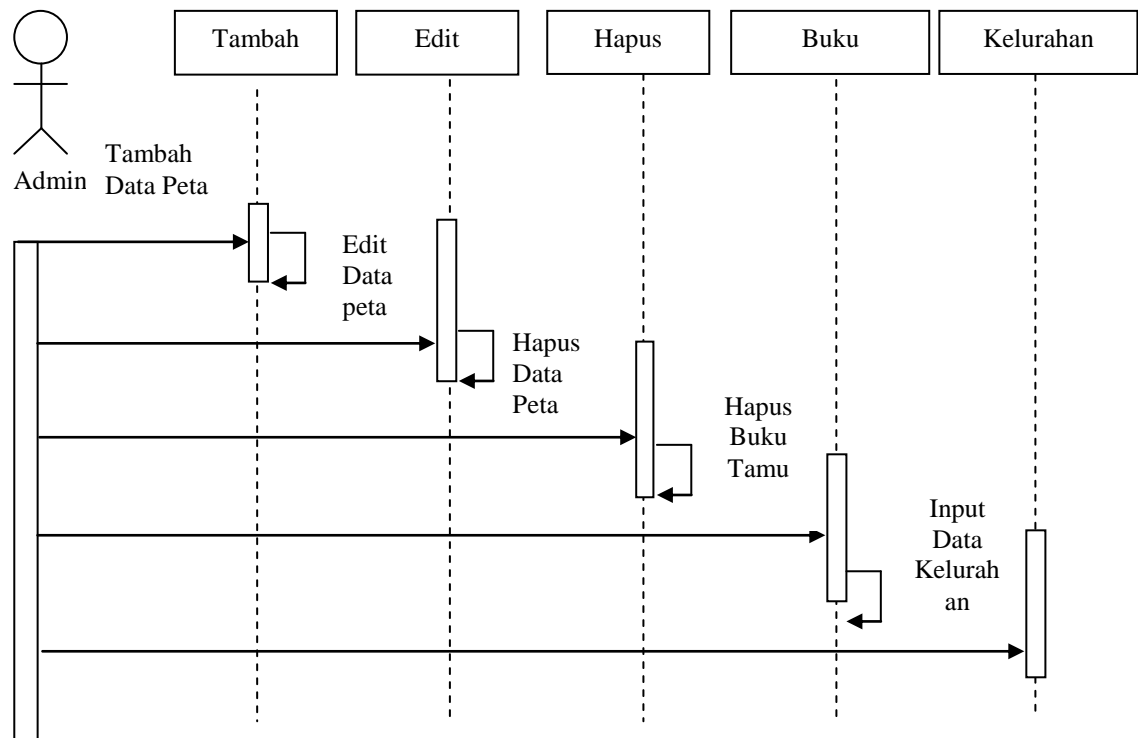 Tambah
Edit
Hapus
Buku
Kelurahan
Admin
Tambah
Data Peta
Edit
Data
peta
Hapus
Data
Peta
Hapus
Buku
Tamu
Input
Data
Kelurah
an